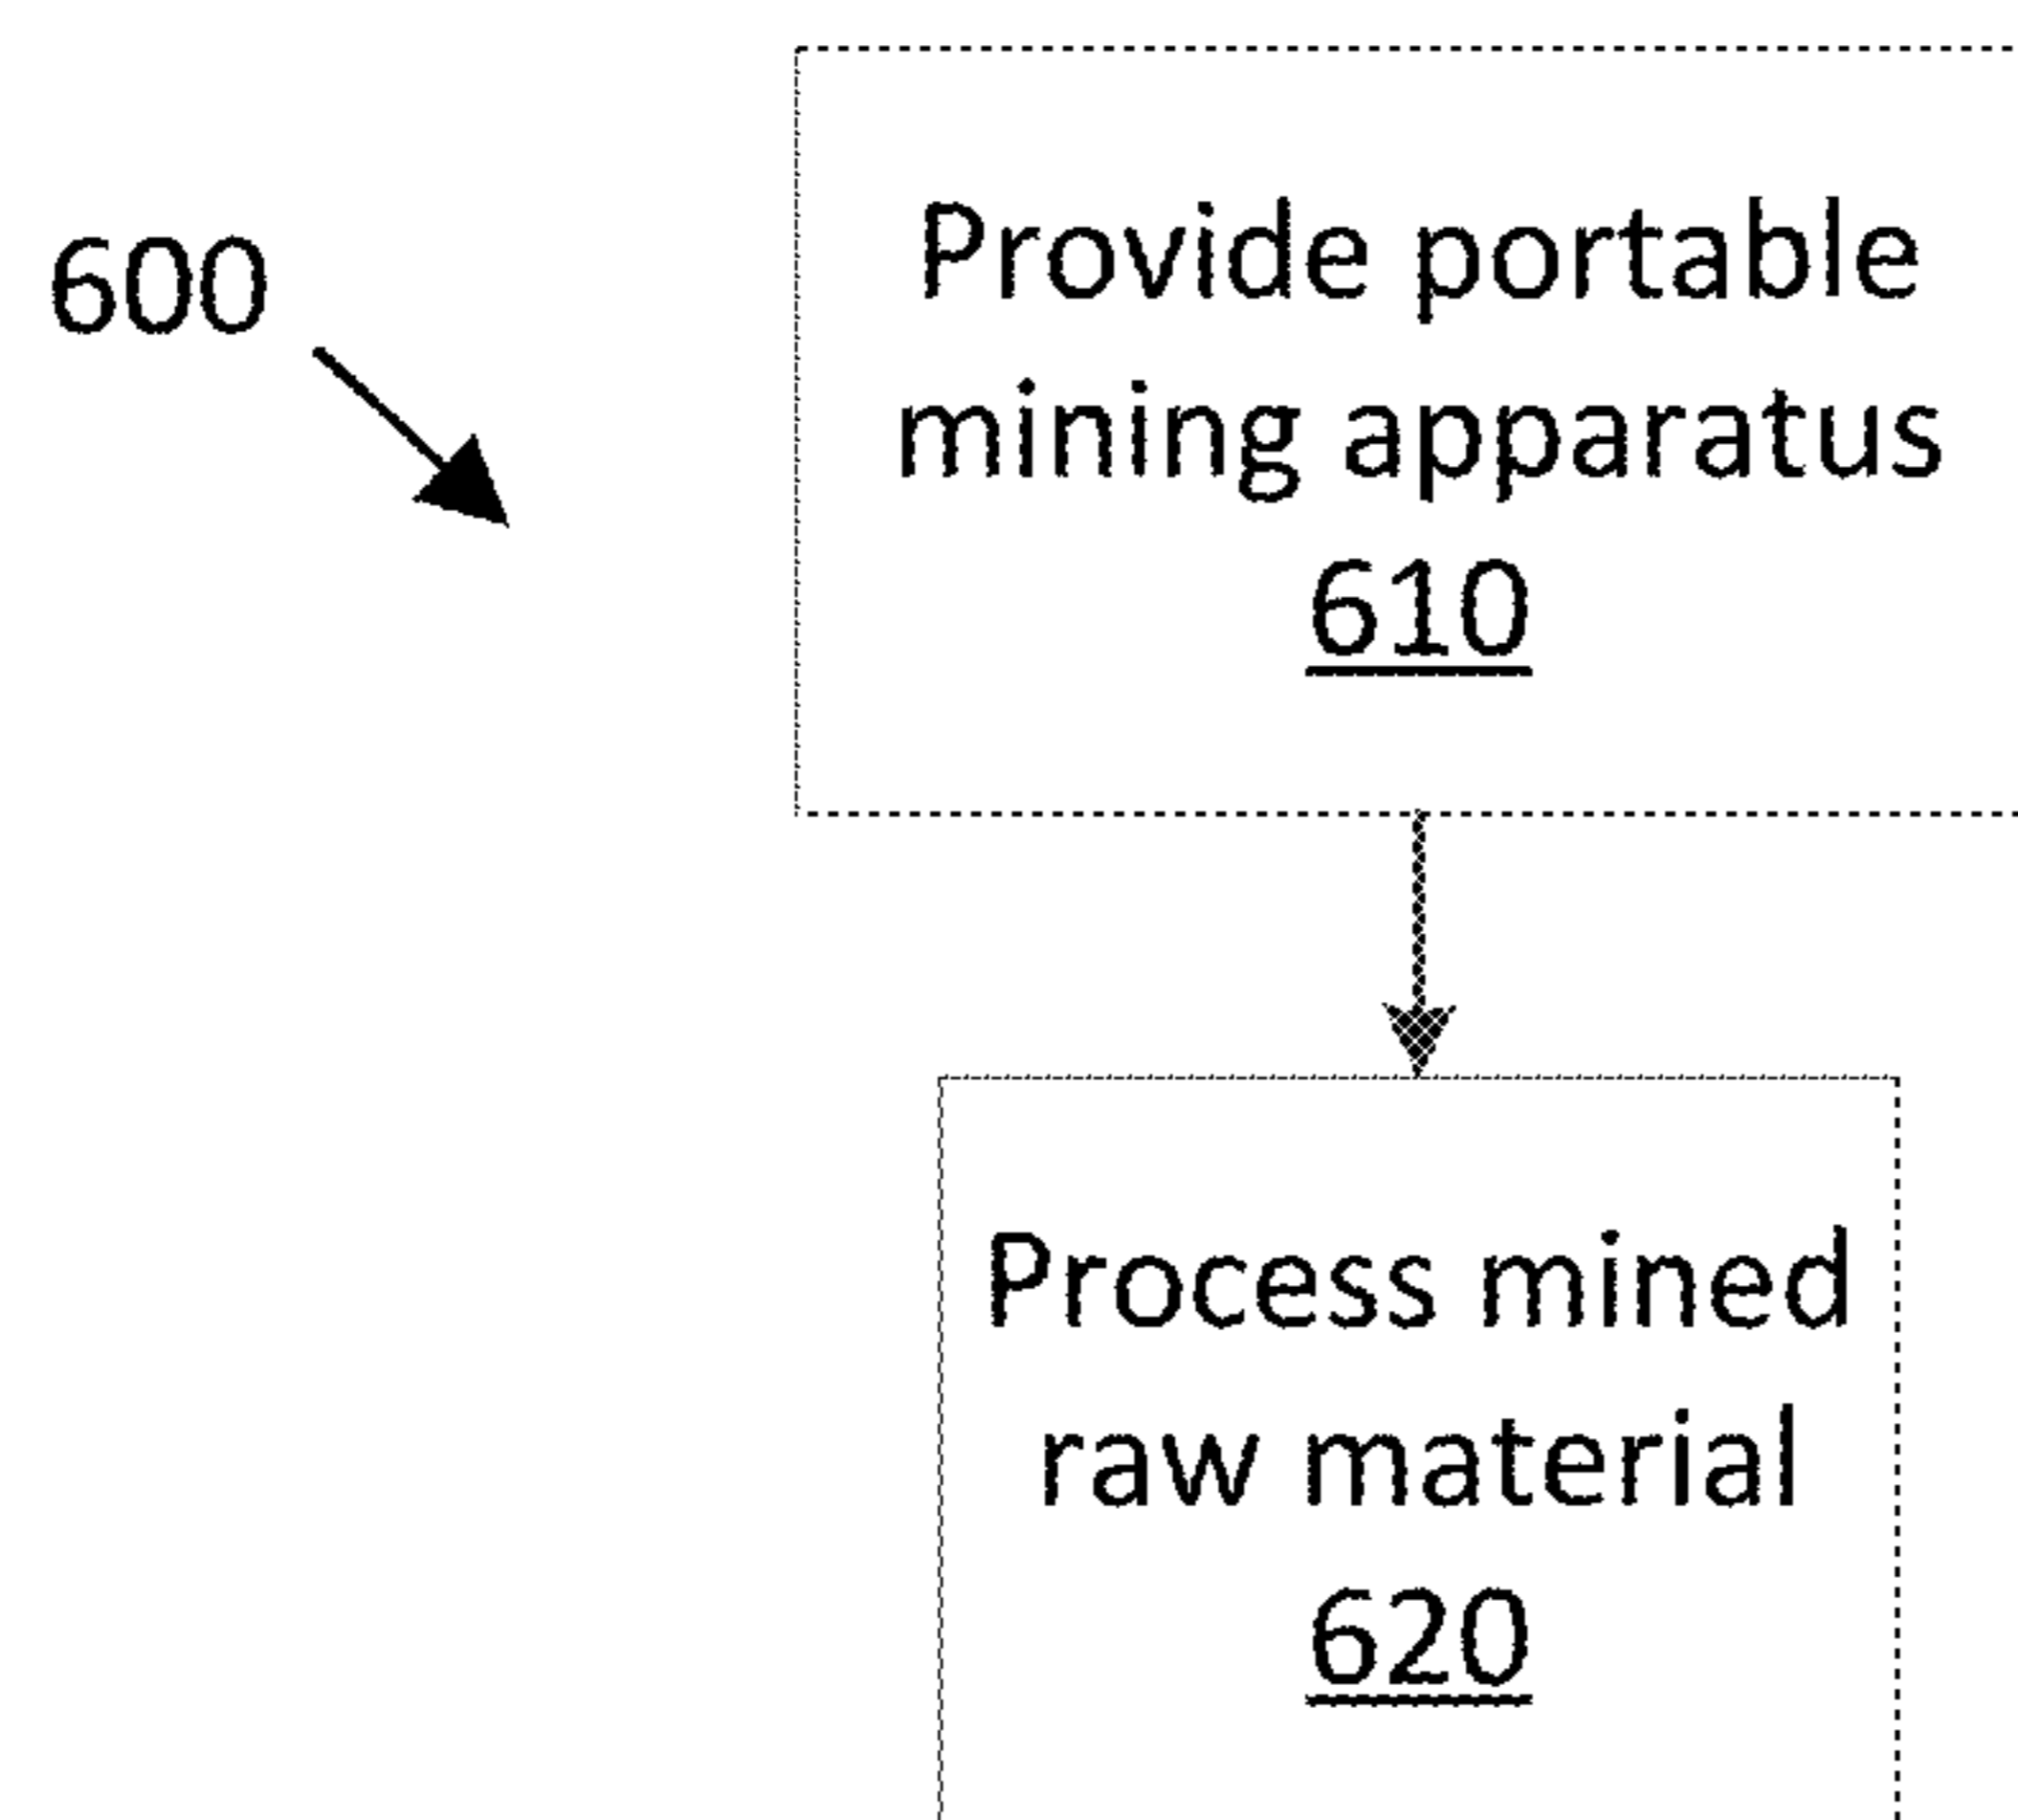 600
Provide portable
mining apparatus
610
Process mined
raw material
620